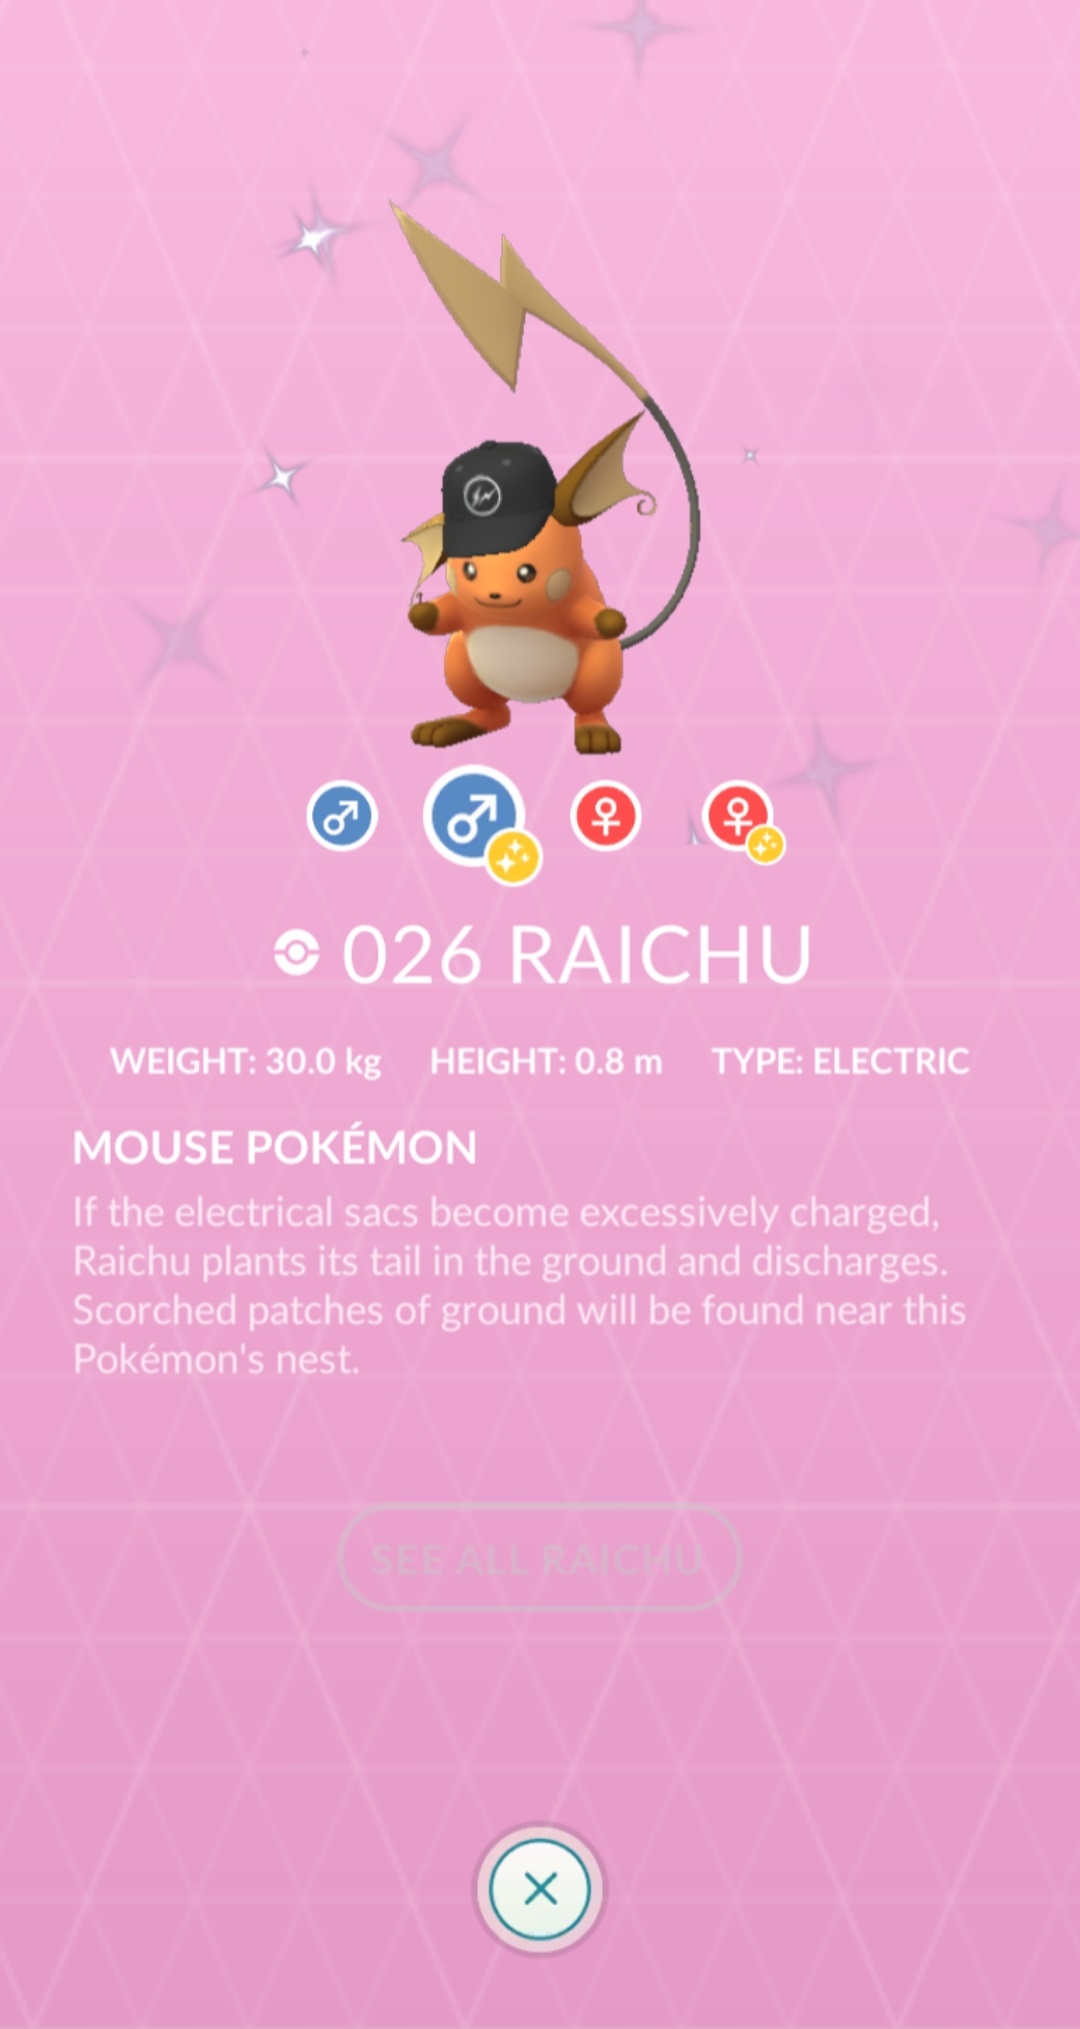 026 RAICHU
WEIGHT: 30.0 kg HEIGHT: 0.8 m TYPE: ELECTRIC
MOUSE POKÉMON
If the electrical sacs become excessively charged,
Raichu plants its tail in the ground and discharges.
Scorched patches of ground will be found near this
Pokémon's nest.
SEE ALL RAICHU